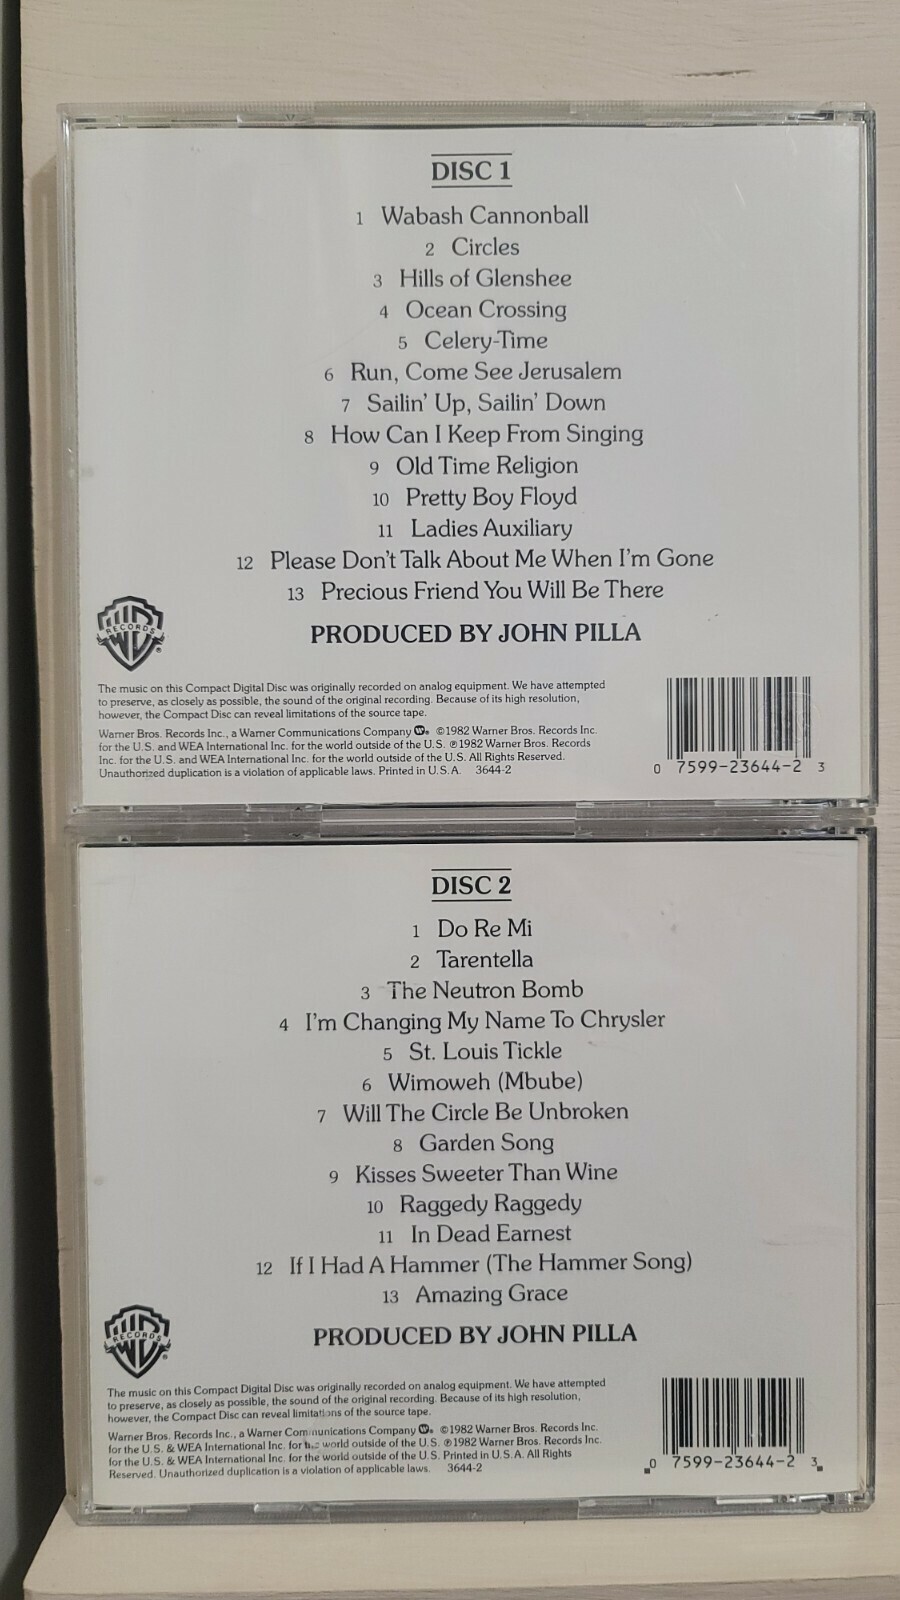 DISC 1
1 Wabash Cannonball
2 Circles
3 Hills of Glenshee
4 Ocean Crossing
5 Celery-Time
6 Run, Come See Jerusalem
7 Sailin' Up, Sailin' Down
8 How Can I Keep From Singing
9 Old Time Religion
10 Pretty Boy Floyd
11 Ladies Auxiliary
12 Please Don't Talk About Me When I'm Gone
13 Precious Friend You Will Be There
PRODUCED BY JOHN PILLA
RECORDS
The music on this Compact Digital Disc was originally recorded on analog equipment. We have attempted
to preserve, as closely as possible, the sound of the original recording. Because of its high resolution,
however, the Compact Disc can reveal limitations of the source tape.
Warner Bros. Records Inc., a Warner Communications Company ©1982 Warner Bros. Records Inc.
for the U.S. and WEA International Inc. for the world outside of the U.S. ℗1982 Warner Bros. Records
Inc. for the U.S. and WEA International Inc. for the world outside of the U.S. All Rights Reserved.
Unauthorized duplication is a violation of applicable laws. Printed in U.S.A. 3644-2
0 7599-23644-2 3
DISC 2
1 Do Re Mi
2 Tarentella
3 The Neutron Bomb
4 I'm Changing My Name To Chrysler
5 St. Louis Tickle
6 Wimoweh (Mbube)
7 Will The Circle Be Unbroken
8 Garden Song
9 Kisses Sweeter Than Wine
10 Raggedy Raggedy
11 In Dead Earnest
12 If I Had A Hammer (The Hammer Song)
13 Amazing Grace
PRODUCED BY JOHN PILLA
RECORDS
The music on this Compact Digital Disc was originally recorded on analog equipment. We have attempted
to preserve, as closely as possible, the sound of the original recording. Because of its high resolution,
however, the Compact Disc can reveal limitations of the source tape.
Warner Bros. Records Inc., a Warner Communications Company ©1982 Warner Bros. Records Inc.
for the U.S. & WEA International Inc. for the world outside of the U.S. ℗1982 Warner Bros. Records Inc.
for the U.S. & WEA International Inc. for the world outside of the U.S. Printed in U.S.A. All Rights
Reserved. Unauthorized duplication is a violation of applicable laws. 3644-2
0 7599-23644-2 3